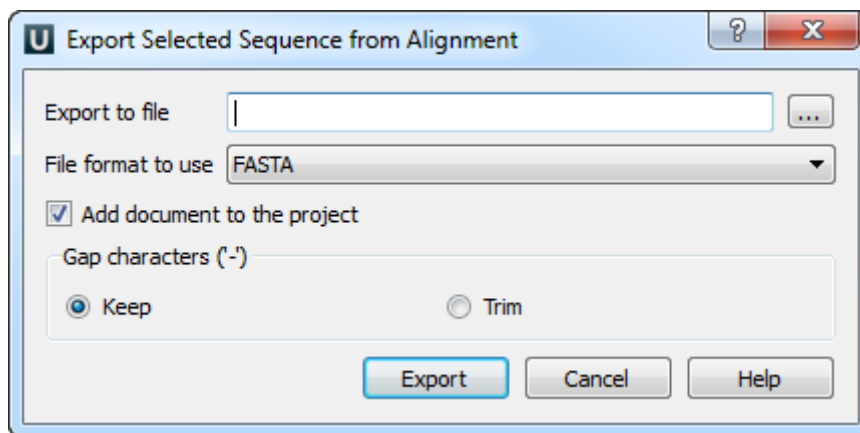 U Export Selected Sequence from Alignment ?
Export to file ...
File format to use FASTA
Add document to the project
Gap characters ('-')
Keep Trim
Export Cancel Help